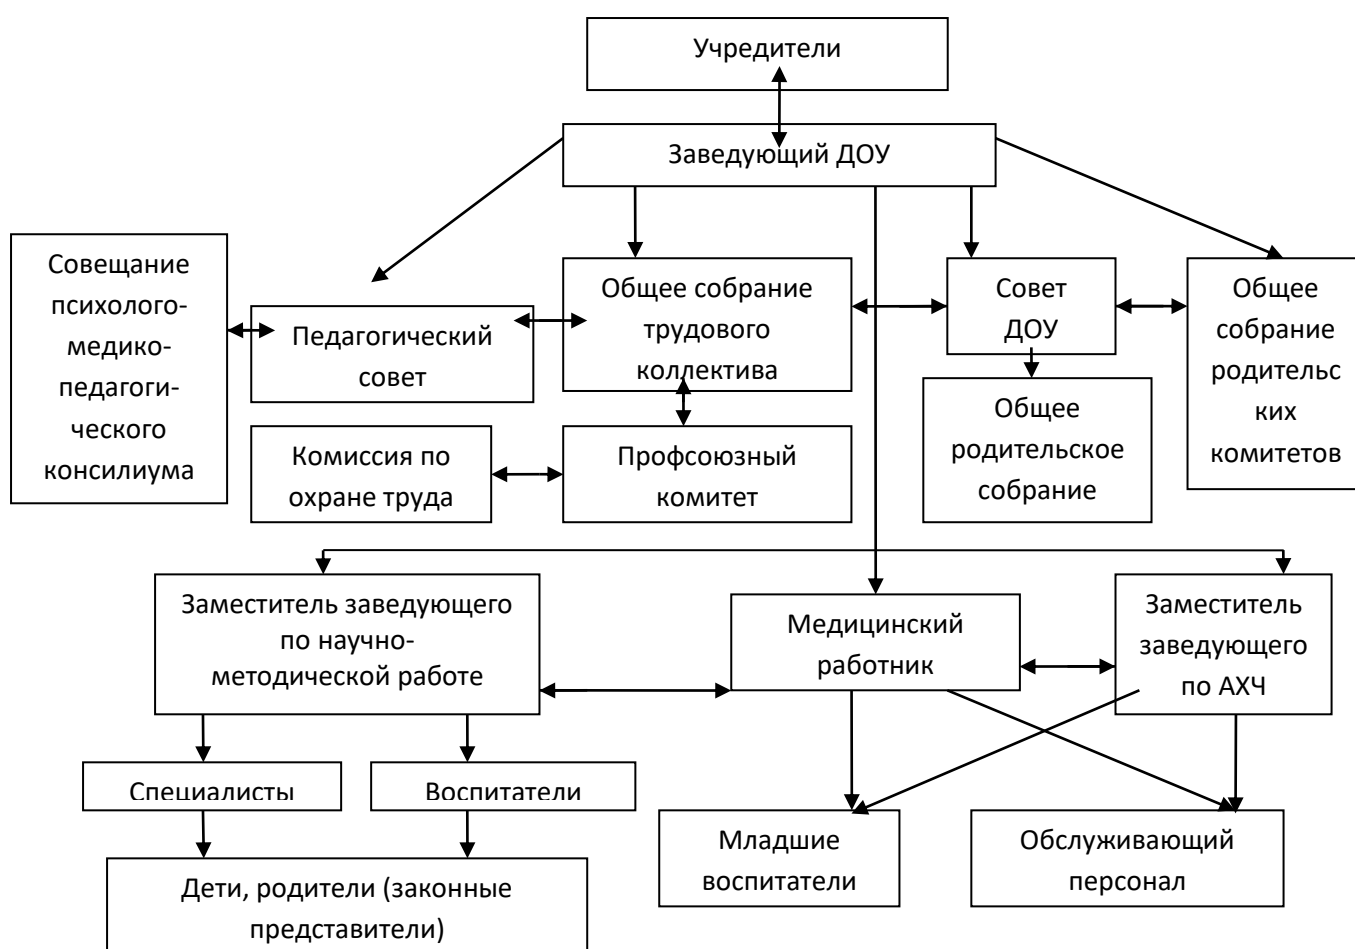 Учредители
Заведующий ДОУ
Совещание
психолого-
медико-
педагоги-
ческого
консилиума
Педагогический
совет
Общее собрание
трудового
коллектива
Совет
ДОУ
Общее
собрание
родительс
ких
комитетов
Общее
родительское
собрание
Комиссия по
охране труда
Профсоюзный
комитет
Заместитель заведующего
по научно-
методической работе
Медицинский
работник
Заместитель
заведующего
по АХЧ
Специалисты
Воспитатели
Младшие
воспитатели
Обслуживающий
персонал
Дети, родители (законные
представители)